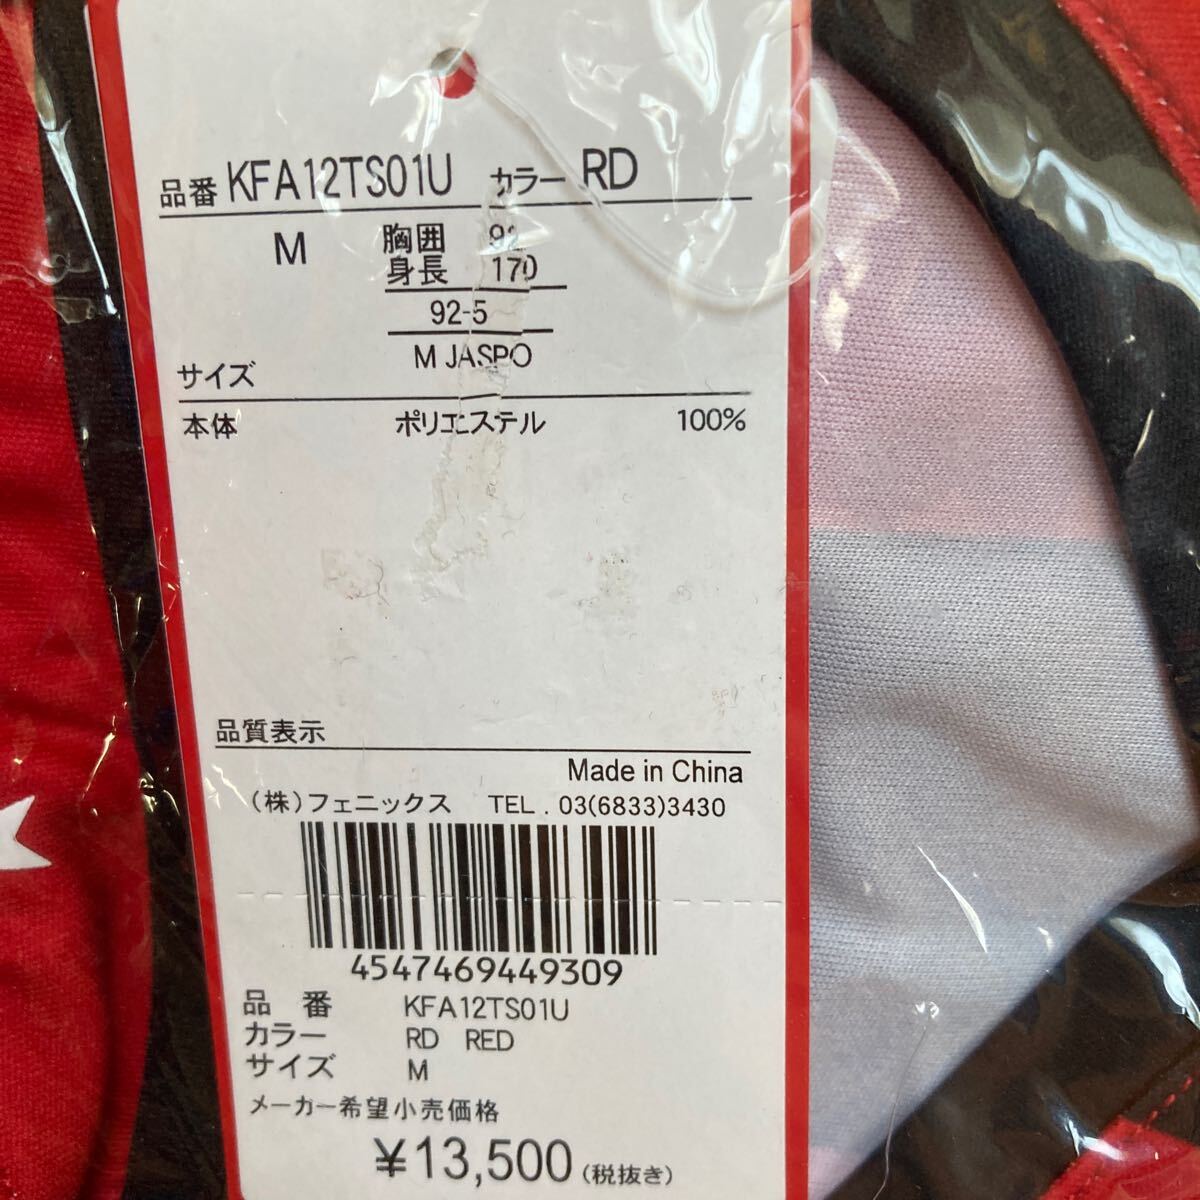 品番 KFA12TS01U カラー RD
M 胸囲 92
身長 170
92-5
M JASPO
サイズ
本体 ポリエステル 100%
品質表示
Made in China
(株)フェニックス TEL. 03(6833)3430
4547469449309
品番 KFA12TS01U
カラー RD RED
サイズ M
メーカー希望小売価格
¥13,500(税抜き)